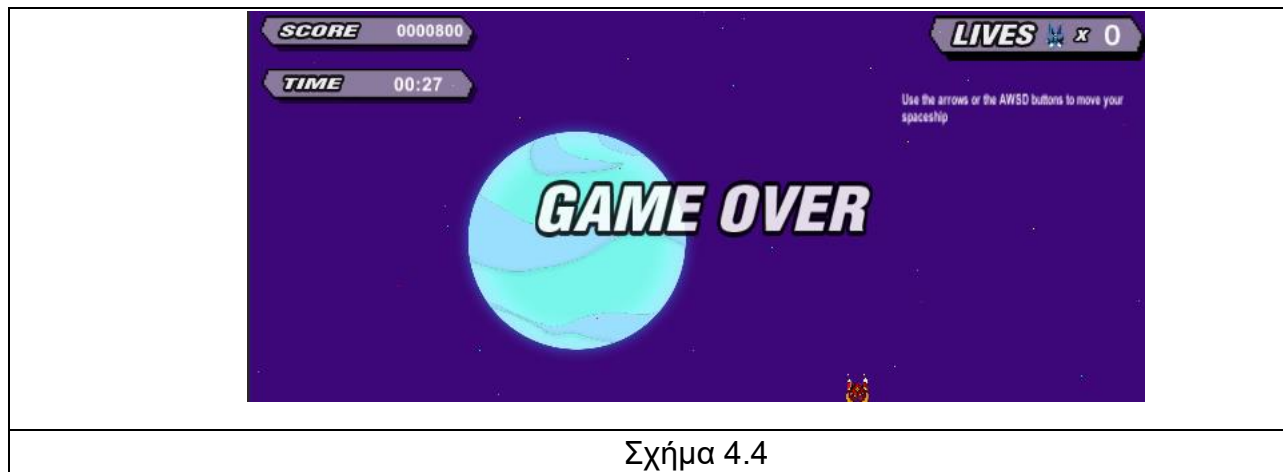 SCORE 0000800
LIVES x 0
TIME 00:27
Use the arrows or the AWSD buttons to move your
spaceship
GAME OVER
Σχήμα 4.4